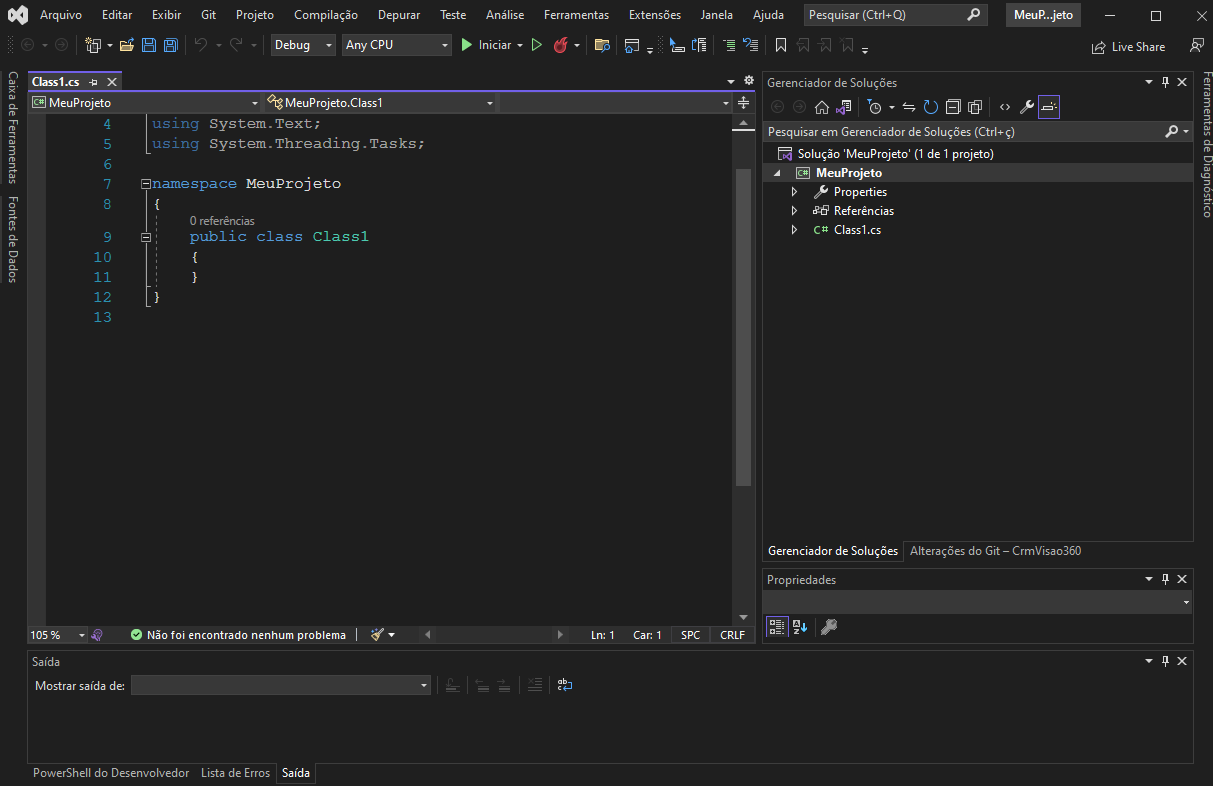 Arquivo Editar Exibir Git Projeto Compilação Depurar Teste Análise Ferramentas Extensões Janela Ajuda Pesquisar (Ctrl+Q) MeuP...jeto
Debug Any CPU Iniciar Live Share
Caixa de Ferramentas
Fontes de Dados
Class1.cs
MeuProjeto MeuProjeto.Class1
4 using System.Text;
5 using System.Threading.Tasks;
6
7 namespace MeuProjeto
8 {
0 referências
9 public class Class1
10 {
11 }
12 }
13
105 % Não foi encontrado nenhum problema Ln: 1 Car: 1 SPC CRLF
Gerenciador de Soluções
Pesquisar em Gerenciador de Soluções (Ctrl+ç)
Solução 'MeuProjeto' (1 de 1 projeto)
C# MeuProjeto
Properties
Referências
C# Class1.cs
Gerenciador de Soluções Alterações do Git – CrmVisao360
Propriedades
Ferramentas de Diagnóstico
Saída
Mostrar saída de:
PowerShell do Desenvolvedor Lista de Erros Saída